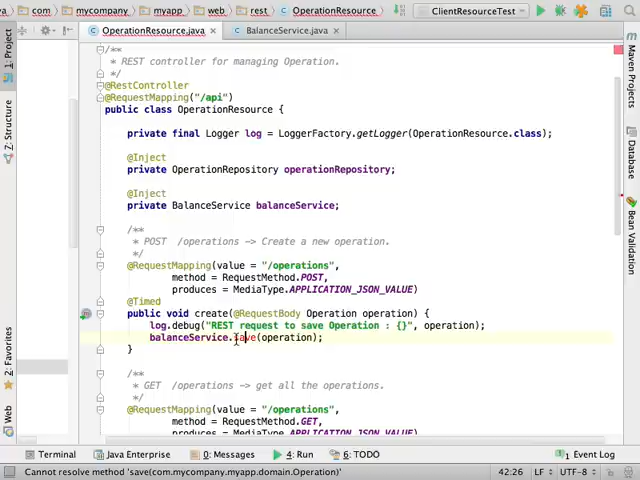 com mycompany myapp web rest OperationResource ClientResourceTest
OperationResource.java BalanceService.java
/**
* REST controller for managing Operation.
*/
@RestController
@RequestMapping("/api")
public class OperationResource {
private final Logger log = LoggerFactory.getLogger(OperationResource.class);
@Inject
private OperationRepository operationRepository;
@Inject
private BalanceService balanceService;
/**
* POST /operations -> Create a new operation.
*/
@RequestMapping(value = "/operations",
method = RequestMethod.POST,
produces = MediaType.APPLICATION_JSON_VALUE)
@Timed
public void create(@RequestBody Operation operation) {
log.debug("REST request to save Operation : {}", operation);
balanceService.save(operation);
}
/**
* GET /operations -> get all the operations.
*/
@RequestMapping(value = "/operations",
method = RequestMethod.GET,
produces = MediaType.APPLICATION_JSON_VALUE)
1: Project
7: Structure
2: Favorites
Web
Maven Projects
Database
Bean Validation
Terminal Java Enterprise 0: Messages 4: Run 6: TODO 1 Event Log
Cannot resolve method 'save(com.mycompany.myapp.domain.Operation)' 42:26 LF UTF-8